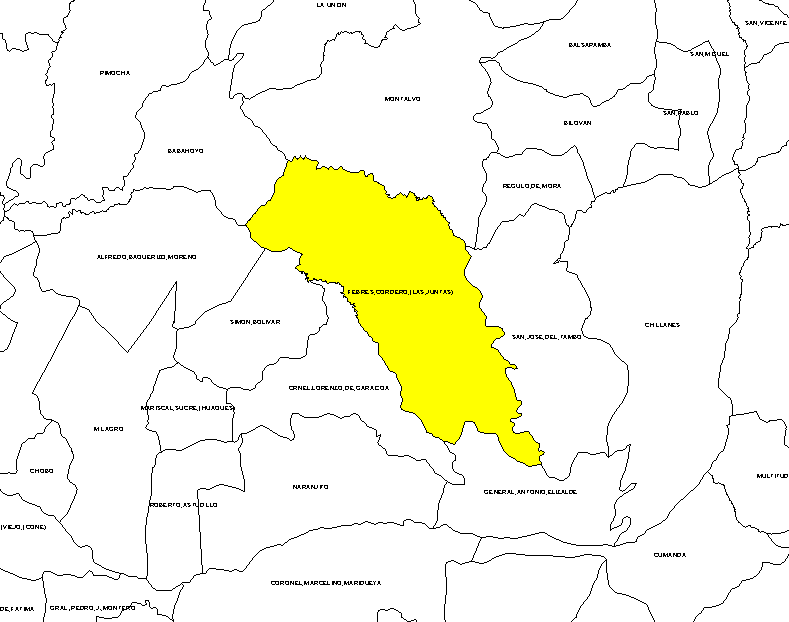 LA UNION
SAN,VICENTE
BALSAPAMBA
SAN,MIGUEL
PIMOCHA
MONTALVO
SAN,PABLO
BILOVAN
BABAHOYO
REGULO,DE,MORA
ALFREDO,BAQUERIZO,MORENO
FEBRES,CORDERO,(LAS,JUNTAS)
SIMON,BOLIVAR
CHILLANES
SAN,JOSE,DEL,TAMBO
CRNEL,LORENZO,DE,GARAICOA
MARISCAL,SUCRE,(HUAQUES)
MILAGRO
CHOBO
MULTITUD
NARANJITO
GENERAL,ANTONIO,ELIZALDE
ROBERTO,ASTUDILLO
(VIEJO,(CONE)
CUMANDA
CORONEL,MARCELINO,MARIDUEÑA
DE,FATIMA
GRAL,PEDRO,J,MONTERO